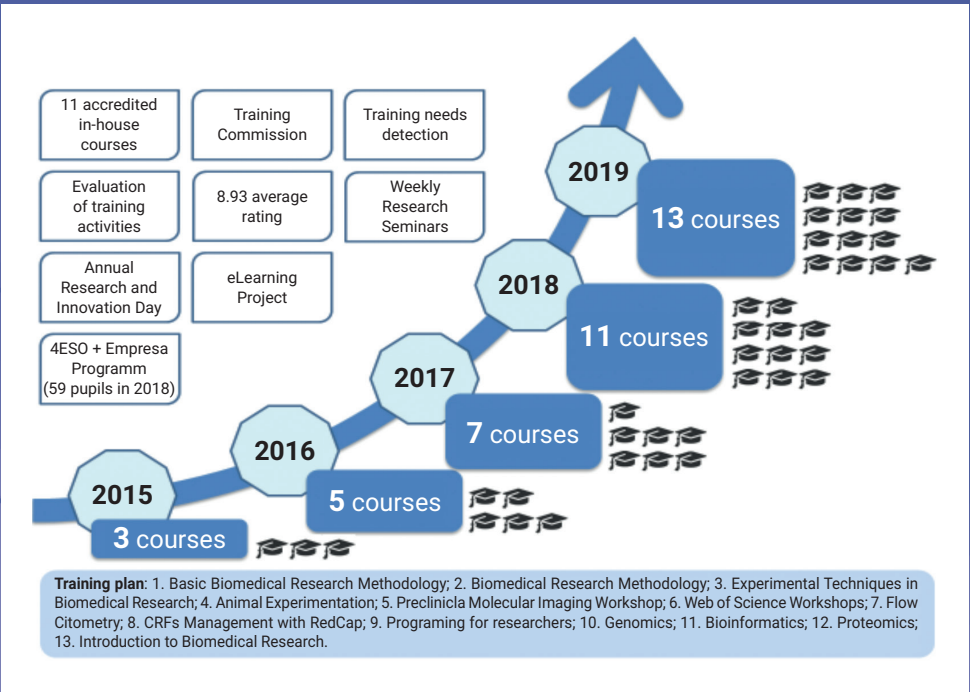 11 accredited
in-house
courses
Training
Commission
Training needs
detection
Evaluation
of training
activities
8.93 average
rating
Weekly
Research
Seminars
Annual
Research and
Innovation Day
eLearning
Project
4ESO + Empresa
Programm
(59 pupils in 2018)
2019
13 courses
2018
11 courses
2017
7 courses
2016
5 courses
2015
3 courses
Training plan: 1. Basic Biomedical Research Methodology; 2. Biomedical Research Methodology; 3. Experimental Techniques in
Biomedical Research; 4. Animal Experimentation; 5. Preclinicla Molecular Imaging Workshop; 6. Web of Science Workshops; 7. Flow
Citometry; 8. CRFs Management with RedCap; 9. Programing for researchers; 10. Genomics; 11. Bioinformatics; 12. Proteomics;
13. Introduction to Biomedical Research.